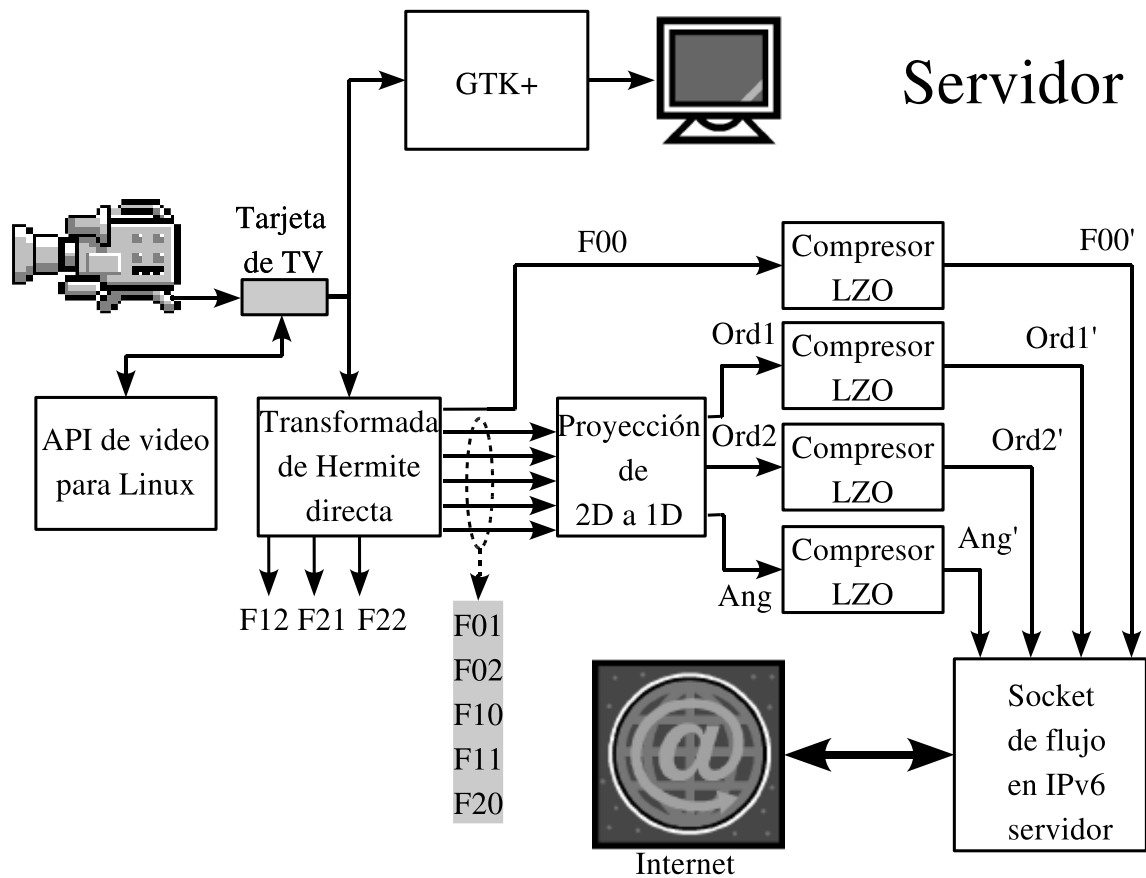 Servidor
GTK+
Tarjeta
de TV
F00
Compresor
LZO
F00'
Ord1
Compresor
LZO
Ord1'
API de video
para Linux
Transformada
de Hermite
directa
Proyección
de
2D a 1D
Ord2
Compresor
LZO
Ord2'
Ang
Compresor
LZO
Ang'
F12
F21
F22
F01
F02
F10
F11
F20
@
Internet
Socket
de flujo
en IPv6
servidor